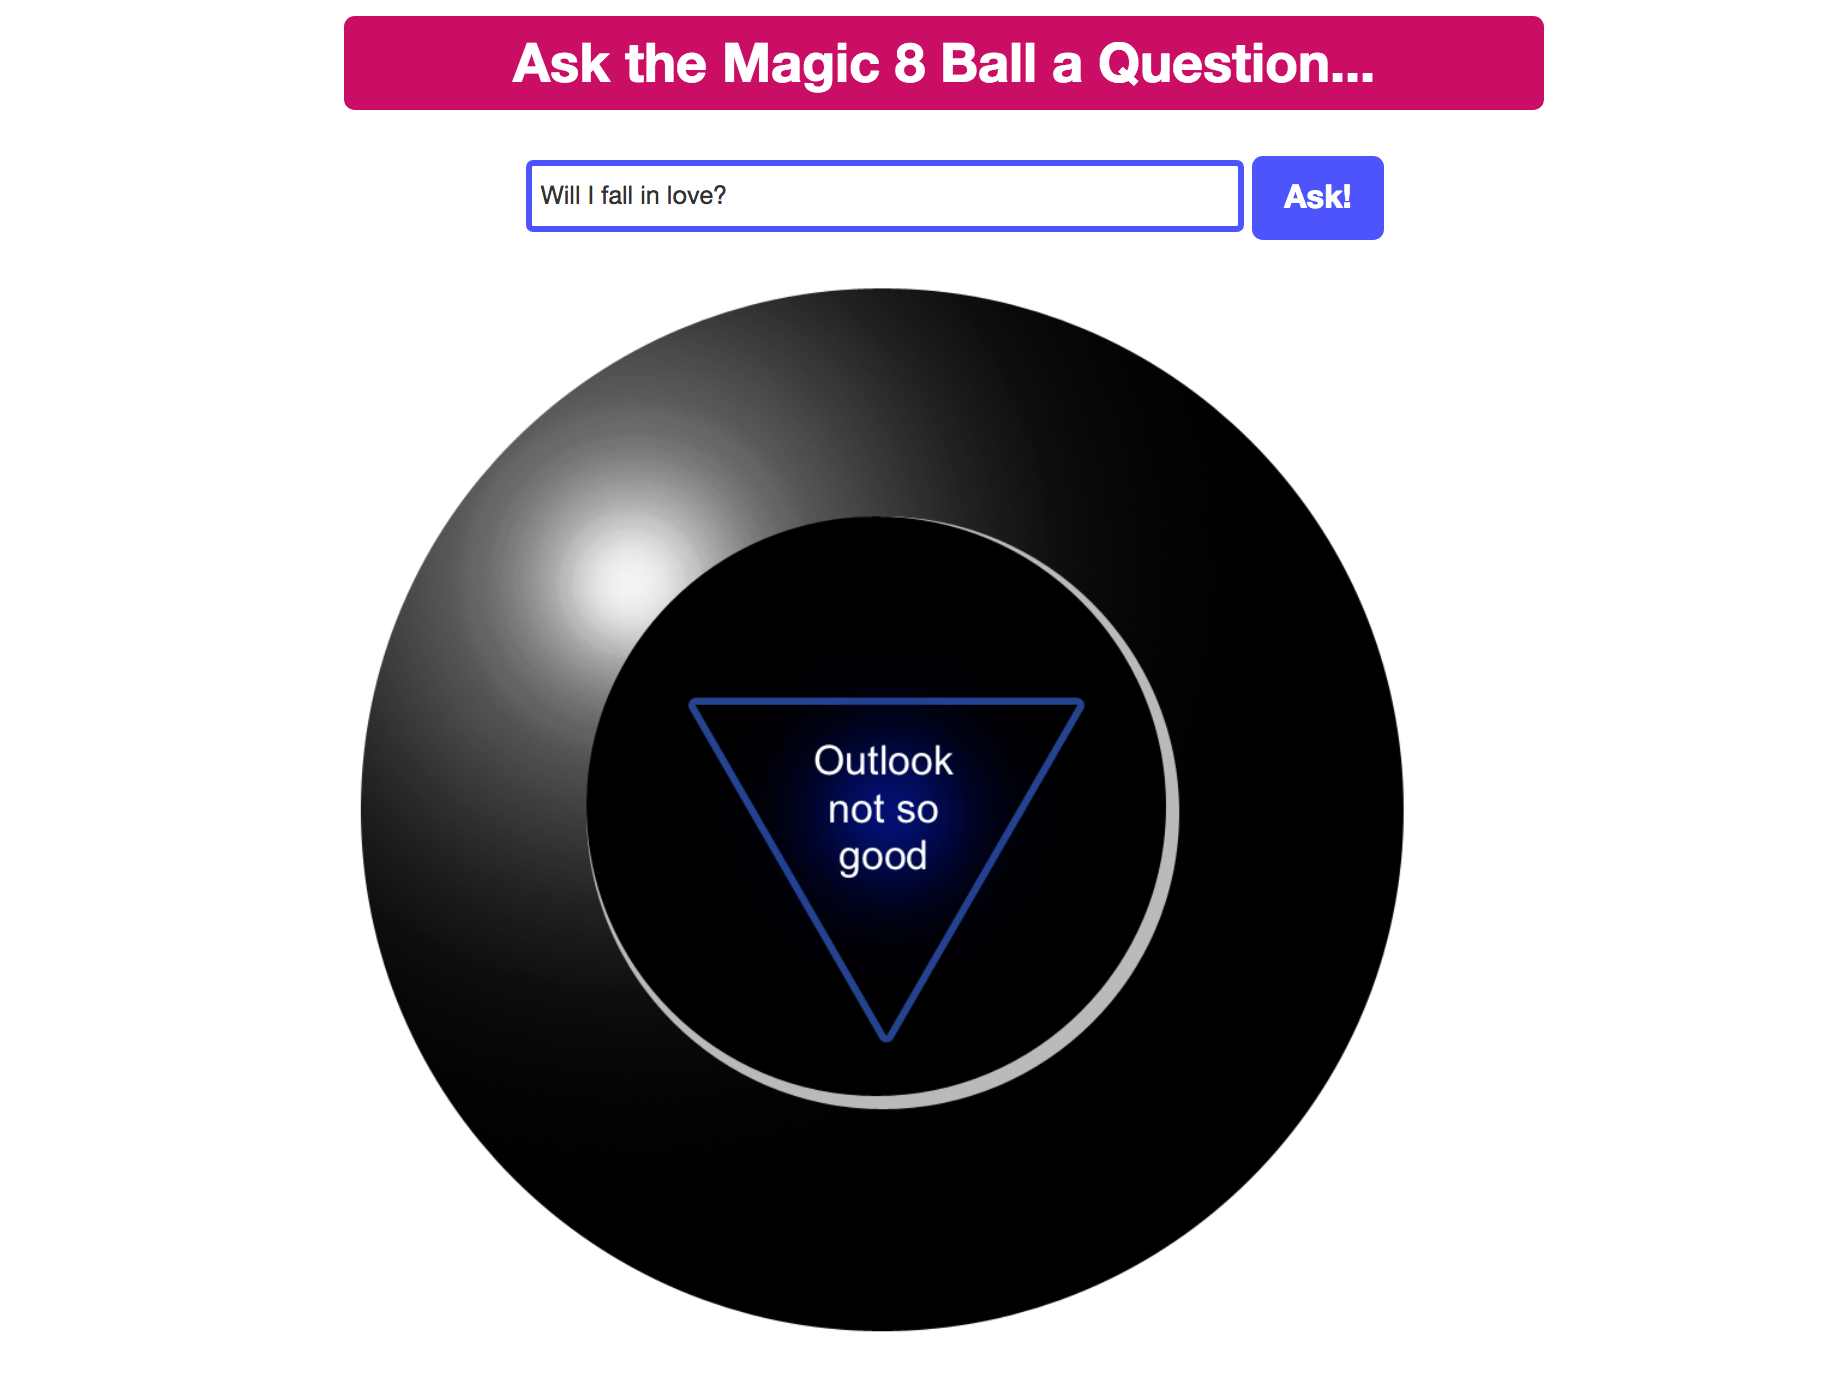 Ask the Magic 8 Ball a Question...
Will I fall in love?
Ask!
Outlook
not so
good